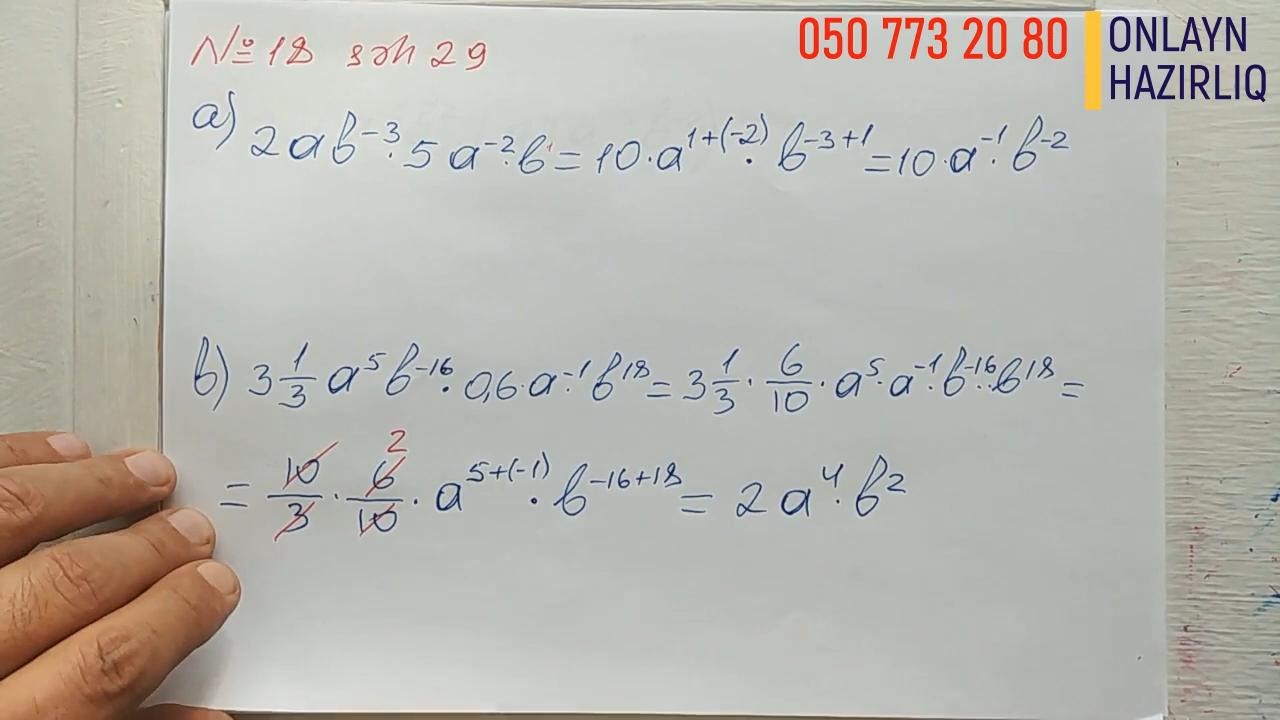 050 773 20 80
ONLAYN
HAZIRLIQ
№18 səh 29
a) 2ab⁻³·5a⁻²·b¹=10·a¹⁺⁽⁻²⁾·b⁻³⁺¹=10·a⁻¹·b⁻²
b) 3 1/3 a⁵b⁻¹⁶·0,6·a⁻¹b¹⁸=3 1/3·6/10·a⁵·a⁻¹·b⁻¹⁶·b¹⁸=
=10/3·6/10·a⁵⁺⁽⁻¹⁾·b⁻¹⁶⁺¹⁸=2a⁴·b²
2